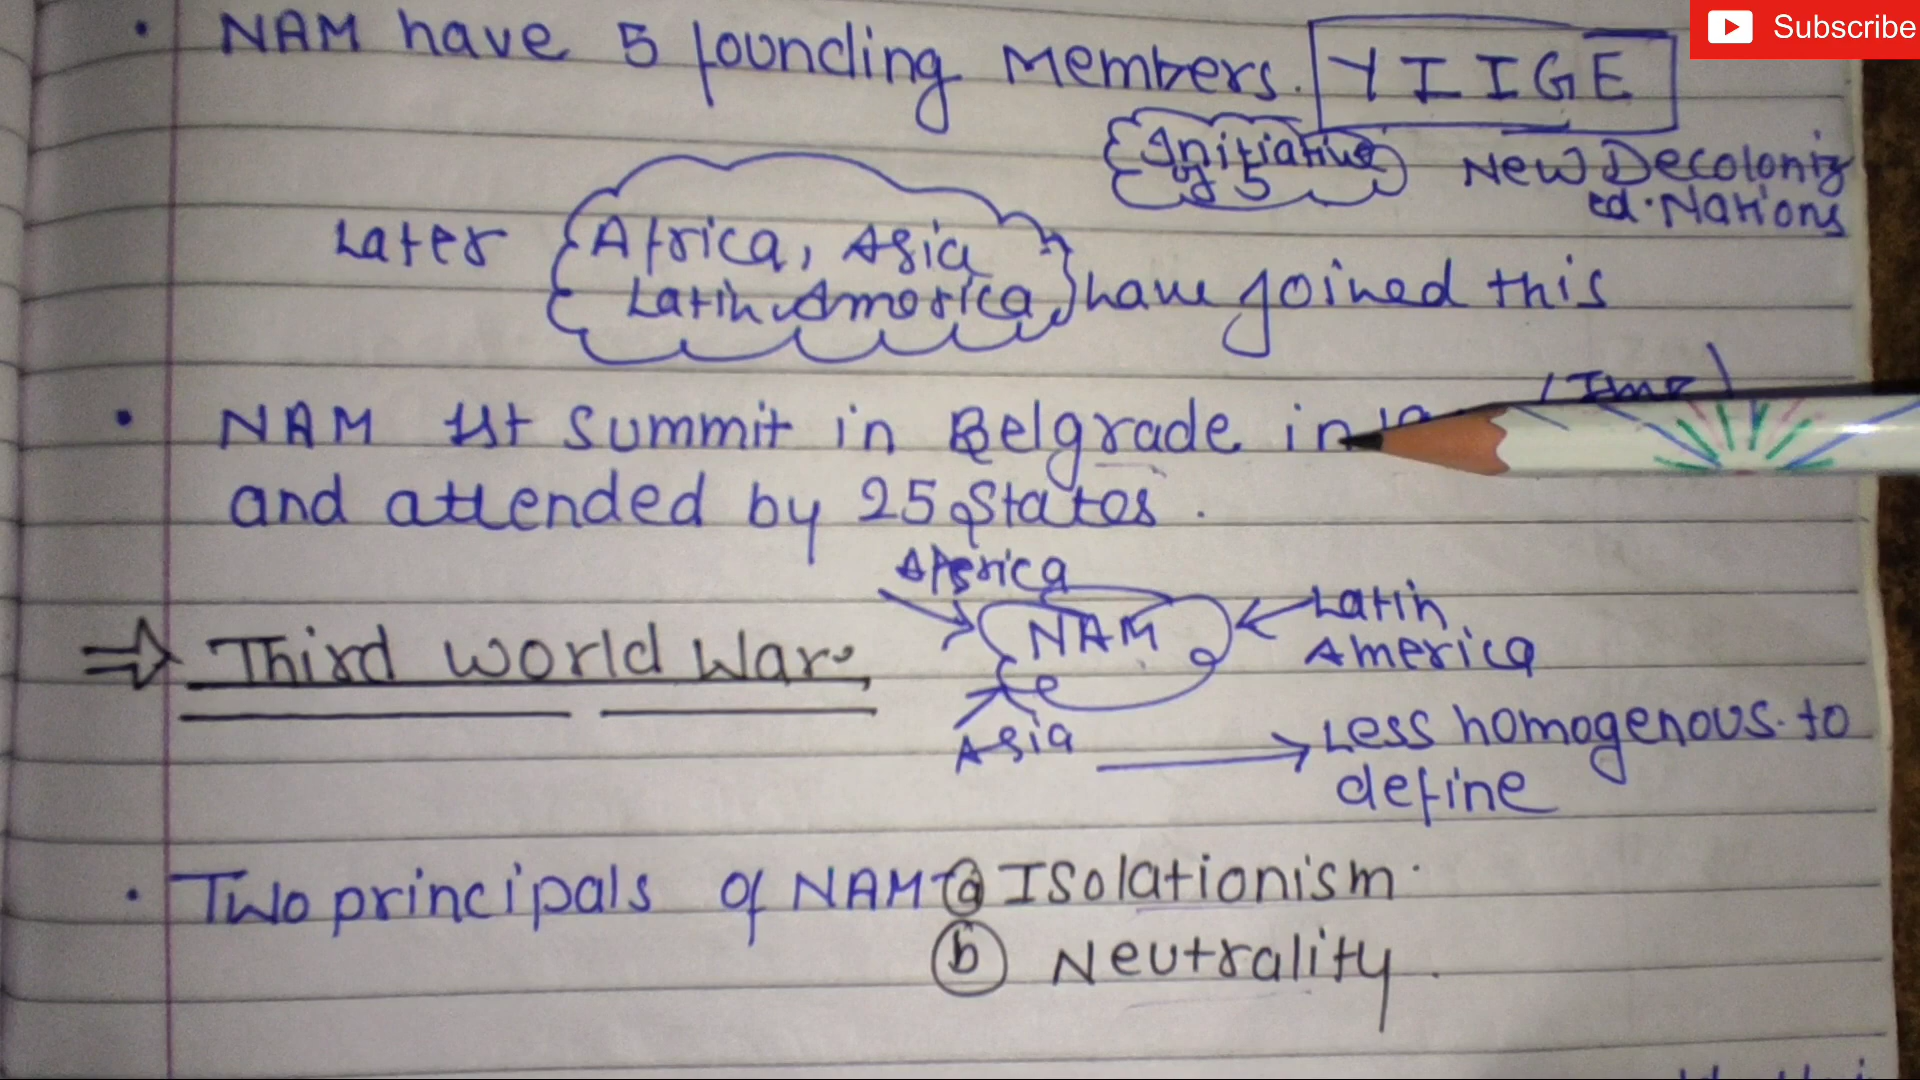 Subscribe
• NAM have 5 founding Members. YIIGE
Initiative of 5
New Decoloniz
ed. Nations
Later Africa, Asia
Latin America have joined this
• NAM 1st Summit in Belgrade in
and attended by 25 States.
Africa
Latin
America
NAM
⇒ Third world War
Asia → Less homogenous to
define
• Two principals of NAM → (a) Isolationism.
(b) Neutrality.